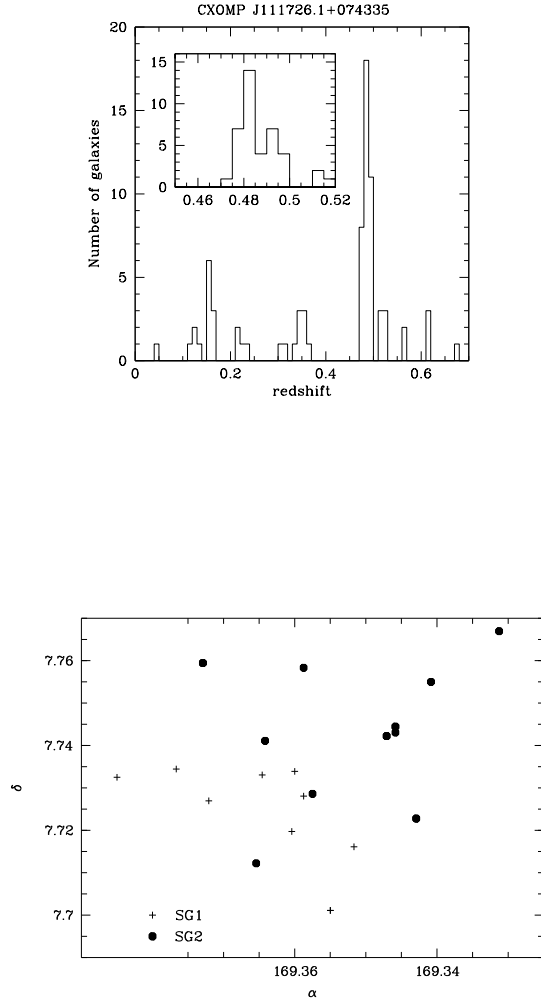 CXOMP J111726.1+074335
20
15
10
5
0
Number of galaxies
15
10
5
0
0.46 0.48 0.5 0.52
0 0.2 0.4 0.6
redshift
7.76
7.74
7.72
7.7
δ
SG1
SG2
169.36 169.34
α